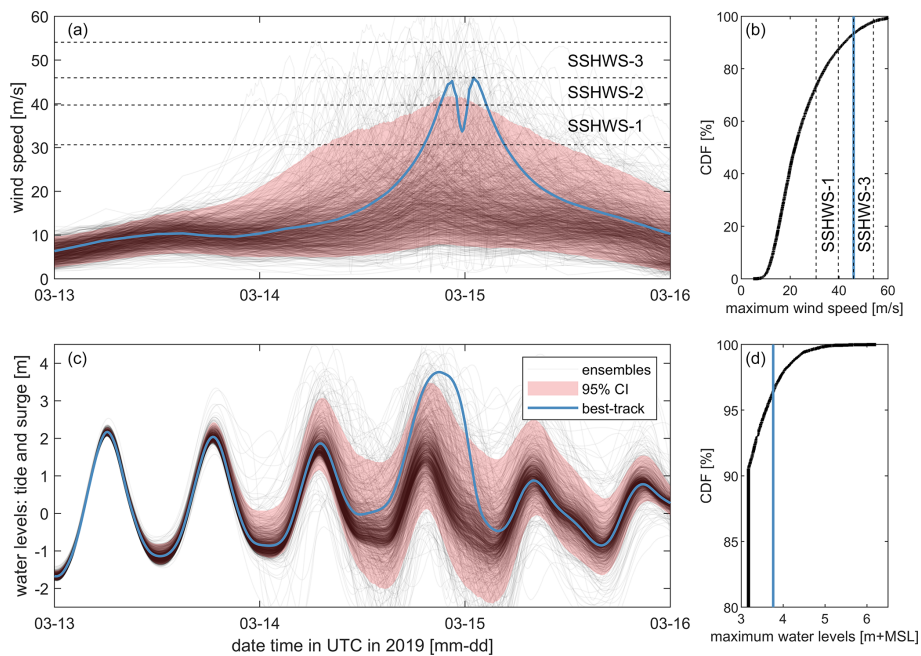 (a)
wind speed [m/s]
60
50
40
30
20
10
0
SSHWS-3
SSHWS-2
SSHWS-1
03-13
03-14
03-15
03-16
(b)
CDF [%]
100
80
60
40
20
0
SSHWS-1
SSHWS-3
0
20
40
60
maximum wind speed [m/s]
(c)
water levels: tide and surge [m]
4
3
2
1
0
-1
-2
ensembles
95% CI
best-track
03-13
03-14
03-15
03-16
date time in UTC in 2019 [mm-dd]
(d)
CDF [%]
100
95
90
85
80
3
4
5
6
maximum water levels [m+MSL]